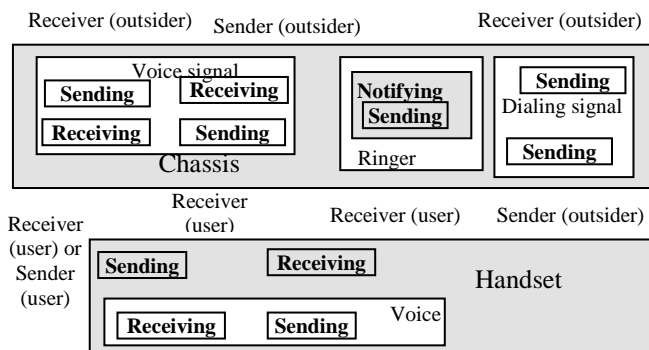 Receiver (outsider)
Sender (outsider)
Receiver (outsider)
Voice signal
Sending
Receiving
Receiving
Sending
Chassis
Notifying
Sending
Ringer
Sending
Dialing signal
Sending
Receiver
(user)
Receiver (user)
Sender (outsider)
Receiver
(user) or
Sender
(user)
Sending
Receiving
Handset
Voice
Receiving
Sending